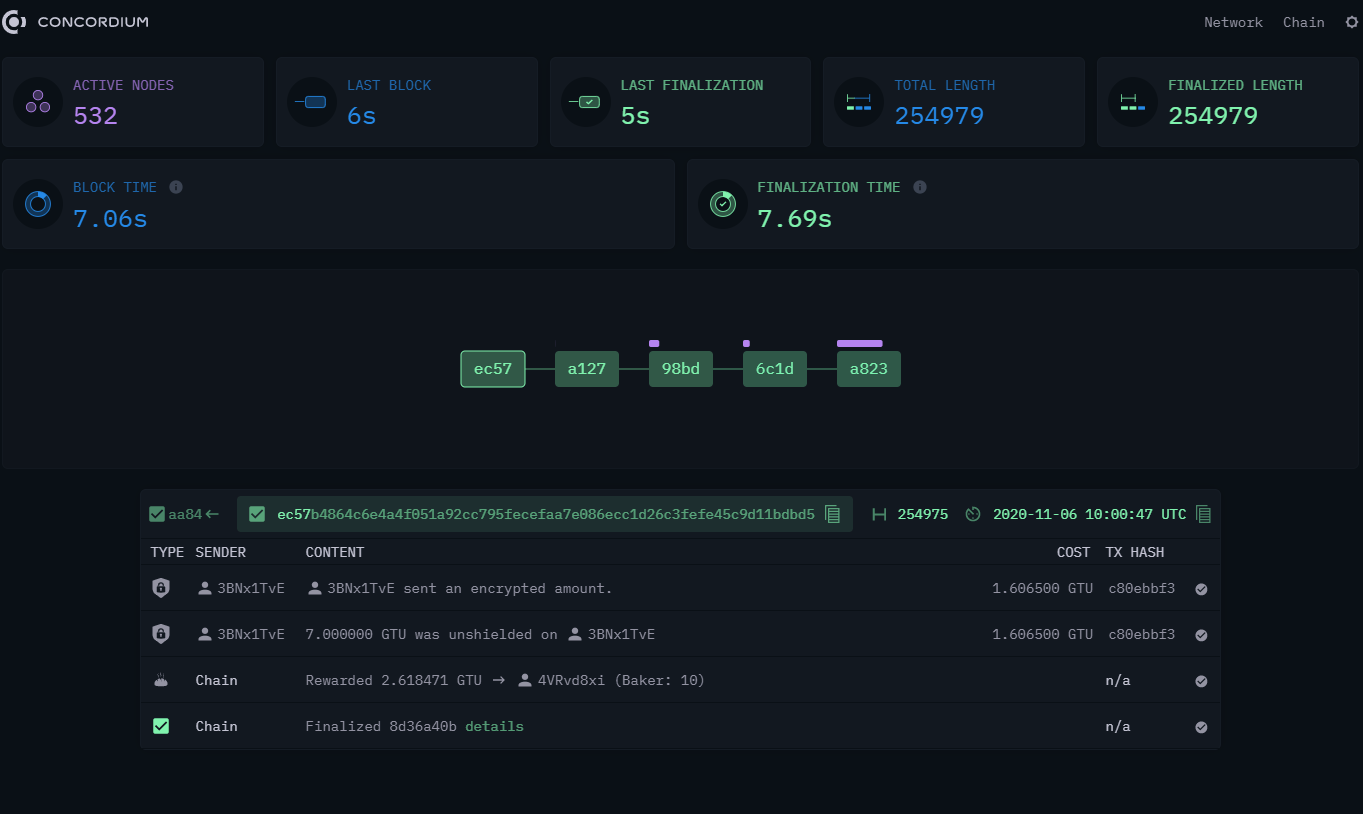 CONCORDIUM
Network Chain
ACTIVE NODES
532
LAST BLOCK
6s
LAST FINALIZATION
5s
TOTAL LENGTH
254979
FINALIZED LENGTH
254979
BLOCK TIME
7.06s
FINALIZATION TIME
7.69s
ec57 a127 98bd 6c1d a823
aa84← ec57b4864c6e4a4f051a92cc795fecefaa7e086ecc1d26c3fefe45c9d11bdbd5 254975 2020-11-06 10:00:47 UTC
TYPE SENDER CONTENT COST TX HASH
3BNx1TvE 3BNx1TvE sent an encrypted amount. 1.606500 GTU c80ebbf3
3BNx1TvE 7.000000 GTU was unshielded on 3BNx1TvE 1.606500 GTU c80ebbf3
Chain Rewarded 2.618471 GTU → 4VRvd8xi (Baker: 10) n/a
Chain Finalized 8d36a40b details n/a